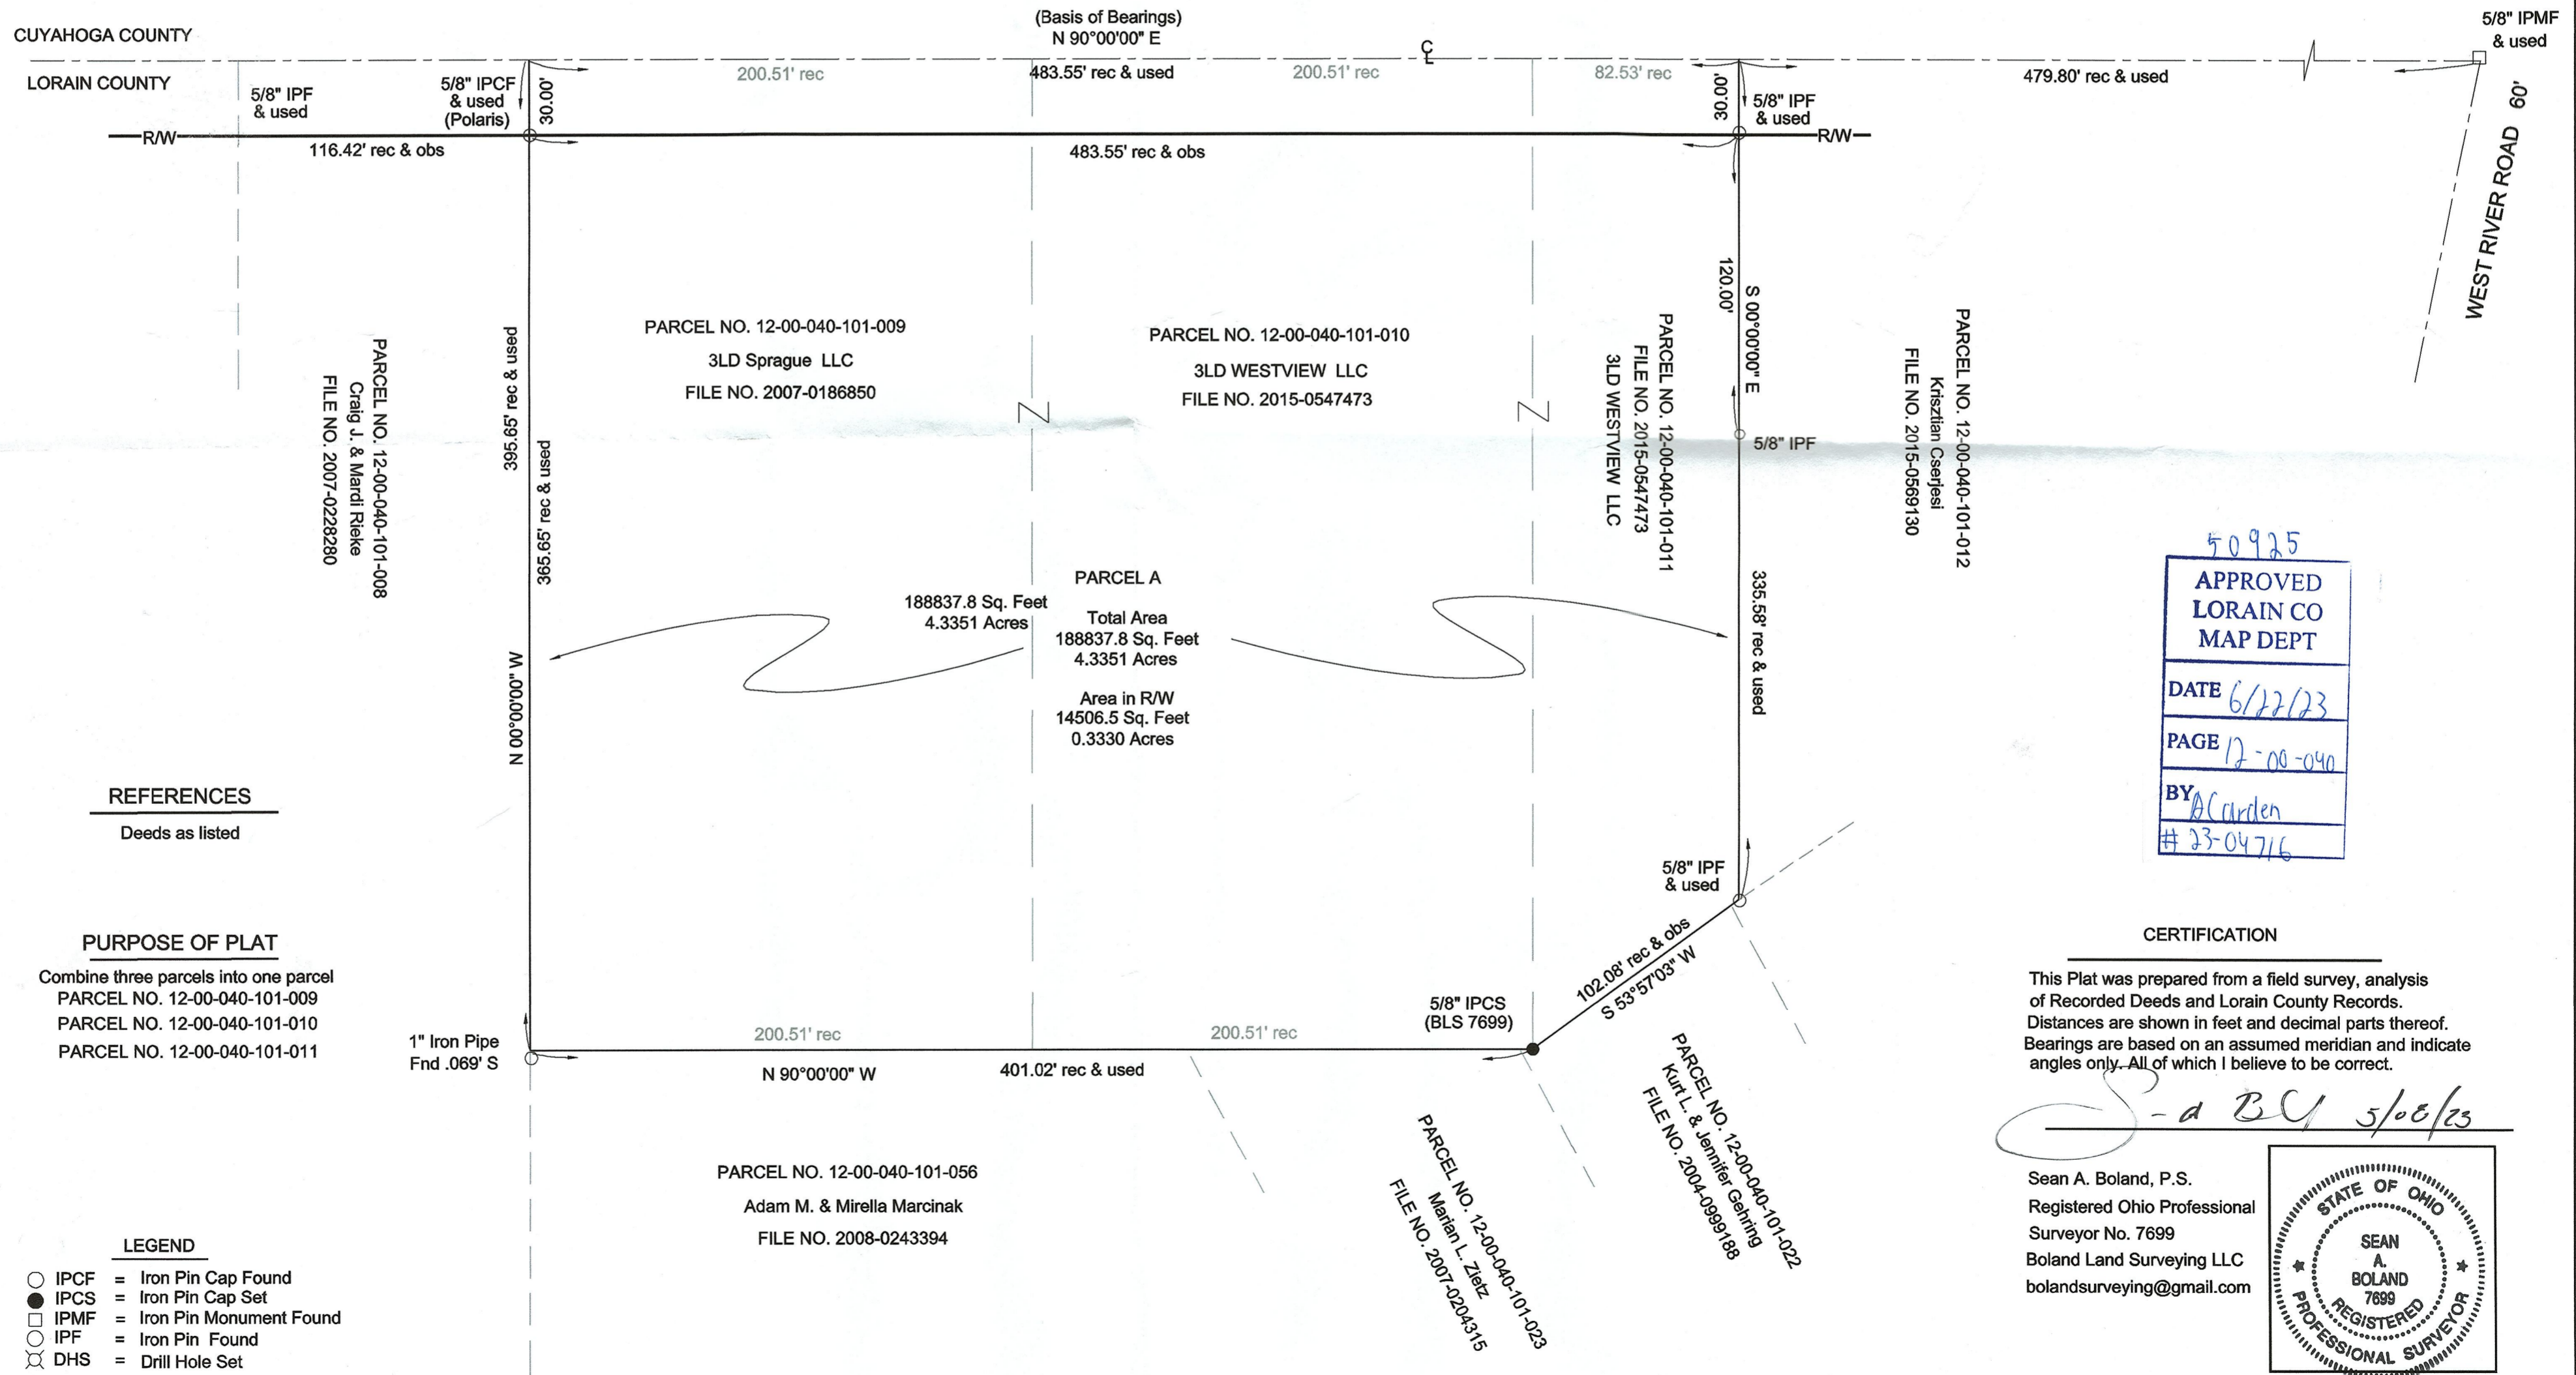 (Basis of Bearings)
N 90°00'00" E
CUYAHOGA COUNTY
LORAIN COUNTY
℄
5/8" IPMF
& used
200.51' rec
483.55' rec & used
200.51' rec
82.53' rec
479.80' rec & used
5/8" IPF
& used
5/8" IPCF
& used
(Polaris)
30.00'
30.00'
5/8" IPF
& used
R/W
R/W
116.42' rec & obs
483.55' rec & obs
WEST RIVER ROAD 60'
PARCEL NO. 12-00-040-101-008
Craig J. & Mardi Rieke
FILE NO. 2007-0228280
395.65' rec & used
365.65' rec & used
N 00°00'00" W
PARCEL NO. 12-00-040-101-009
3LD Sprague LLC
FILE NO. 2007-0186850
PARCEL NO. 12-00-040-101-010
3LD WESTVIEW LLC
FILE NO. 2015-0547473
PARCEL NO. 12-00-040-101-011
FILE NO. 2015-0547473
3LD WESTVIEW LLC
120.00'
S 00°00'00" E
5/8" IPF
335.58' rec & used
PARCEL NO. 12-00-040-101-012
Krisztian Cserjesi
FILE NO. 2015-0569130
188837.8 Sq. Feet
4.3351 Acres
PARCEL A
Total Area
188837.8 Sq. Feet
4.3351 Acres
Area in R/W
14506.5 Sq. Feet
0.3330 Acres
50925
APPROVED
LORAIN CO
MAP DEPT
DATE 6/22/23
PAGE 12-00-040
BY ACarden
# 23-04716
REFERENCES
Deeds as listed
PURPOSE OF PLAT
Combine three parcels into one parcel
PARCEL NO. 12-00-040-101-009
PARCEL NO. 12-00-040-101-010
PARCEL NO. 12-00-040-101-011
5/8" IPF
& used
102.08' rec & obs
S 53°57'03" W
5/8" IPCS
(BLS 7699)
1" Iron Pipe
Fnd .069' S
200.51' rec
200.51' rec
N 90°00'00" W
401.02' rec & used
PARCEL NO. 12-00-040-101-056
Adam M. & Mirella Marcinak
FILE NO. 2008-0243394
PARCEL NO. 12-00-040-101-023
Marian L. Zietz
FILE NO. 2007-0204315
PARCEL NO. 12-00-040-101-022
Kurt L. & Jennifer Gehring
FILE NO. 2004-0999188
LEGEND
IPCF = Iron Pin Cap Found
IPCS = Iron Pin Cap Set
IPMF = Iron Pin Monument Found
IPF = Iron Pin Found
DHS = Drill Hole Set
CERTIFICATION
This Plat was prepared from a field survey, analysis
of Recorded Deeds and Lorain County Records.
Distances are shown in feet and decimal parts thereof.
Bearings are based on an assumed meridian and indicate
angles only. All of which I believe to be correct.
5/08/23
Sean A. Boland, P.S.
Registered Ohio Professional
Surveyor No. 7699
Boland Land Surveying LLC
bolandsurveying@gmail.com
STATE OF OHIO
SEAN
A.
BOLAND
7699
REGISTERED
PROFESSIONAL SURVEYOR